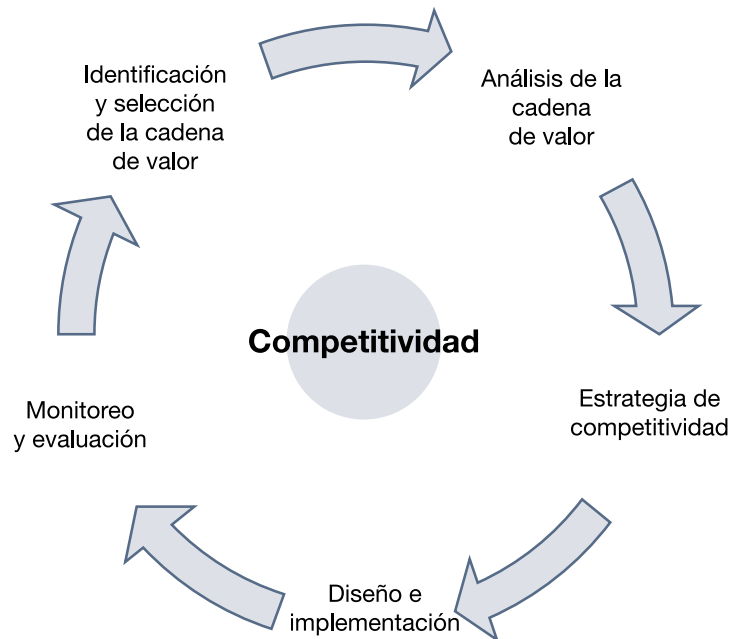 Identificación
y selección
de la cadena
de valor
Análisis de la
cadena
de valor
Competitividad
Estrategia de
competitividad
Diseño e
implementación
Monitoreo
y evaluación